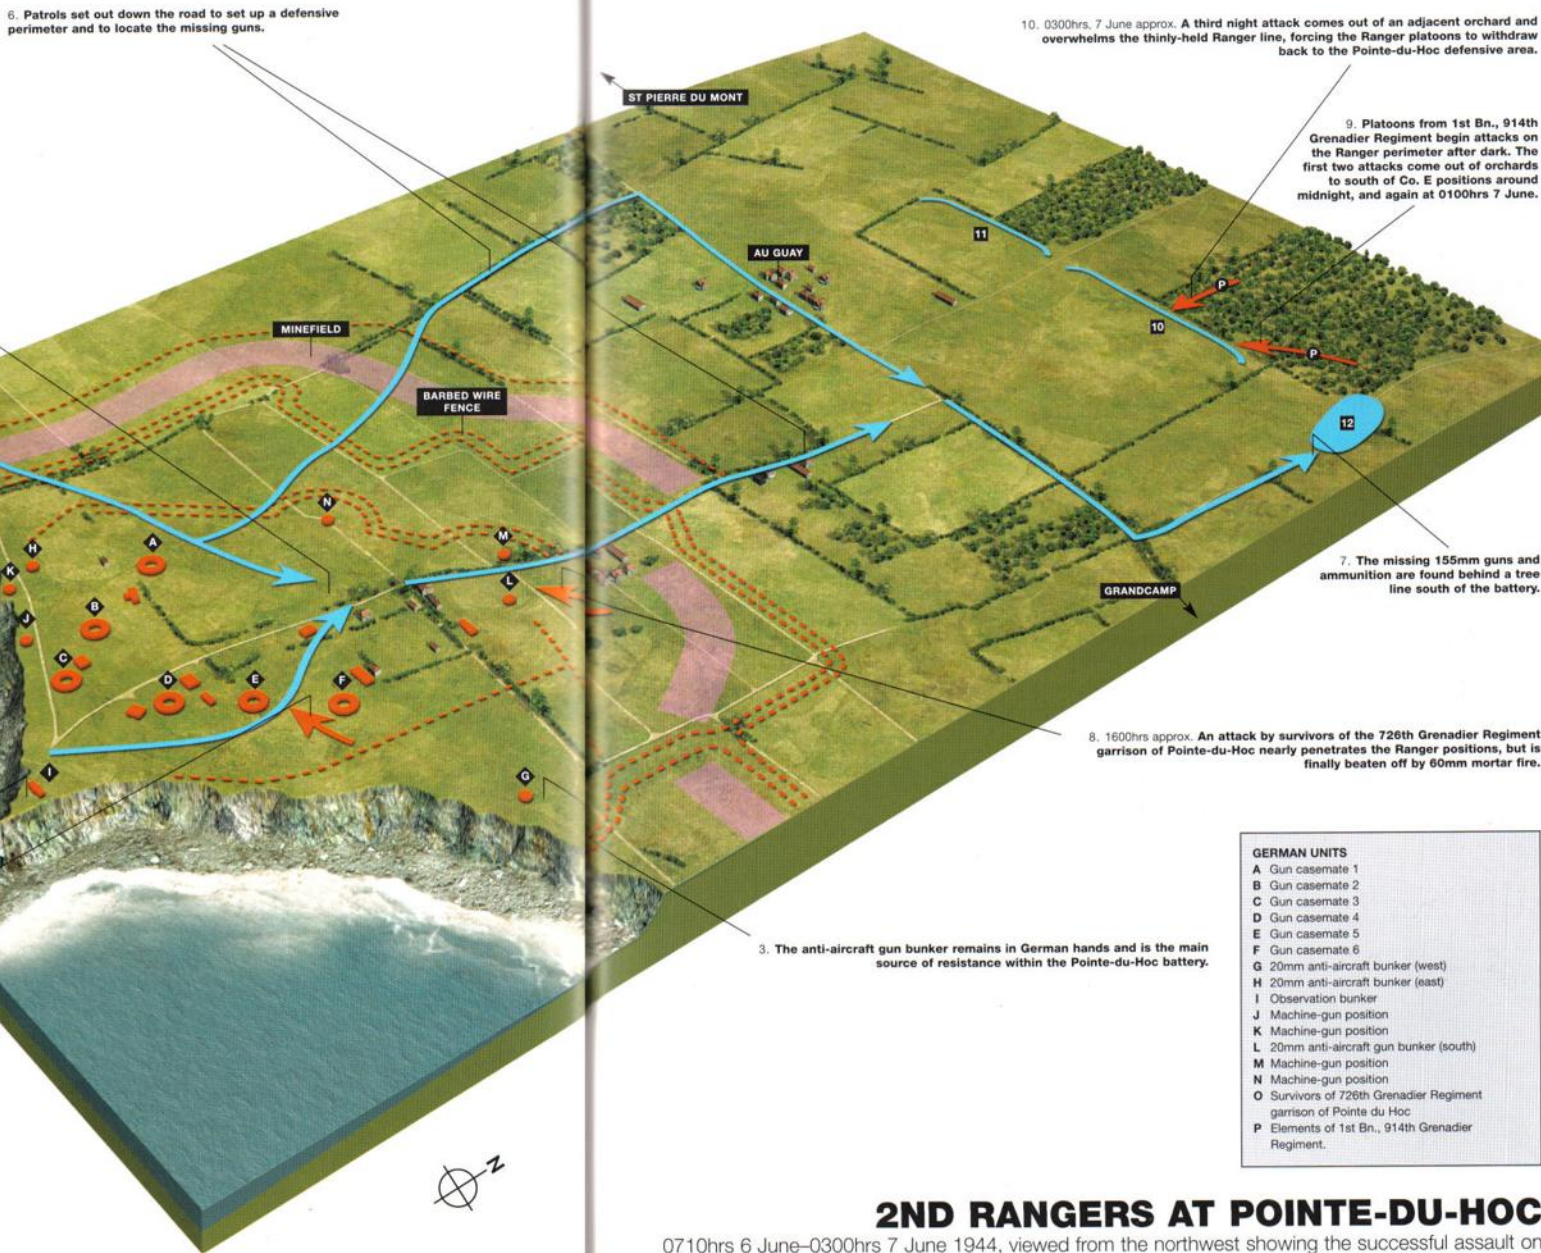 6. Patrols set out down the road to set up a defensive
perimeter and to locate the missing guns.
10. 0300hrs, 7 June approx. A third night attack comes out of an adjacent orchard and
overwhelms the thinly-held Ranger line, forcing the Ranger platoons to withdraw
back to the Pointe-du-Hoc defensive area.
ST PIERRE DU MONT
9. Platoons from 1st Bn., 914th
Grenadier Regiment begin attacks on
the Ranger perimeter after dark. The
first two attacks come out of orchards
to south of Co. E positions around
midnight, and again at 0100hrs 7 June.
11
AU GUAY
P
10
P
MINEFIELD
BARBED WIRE
FENCE
12
N
M
H
A
K
L
B
J
C
D
E
F
I
G
7. The missing 155mm guns and
ammunition are found behind a tree
line south of the battery.
GRANDCAMP
8. 1600hrs approx. An attack by survivors of the 726th Grenadier Regiment
garrison of Pointe-du-Hoc nearly penetrates the Ranger positions, but is
finally beaten off by 60mm mortar fire.
3. The anti-aircraft gun bunker remains in German hands and is the main
source of resistance within the Pointe-du-Hoc battery.
GERMAN UNITS
A Gun casemate 1
B Gun casemate 2
C Gun casemate 3
D Gun casemate 4
E Gun casemate 5
F Gun casemate 6
G 20mm anti-aircraft bunker (west)
H 20mm anti-aircraft bunker (east)
I Observation bunker
J Machine-gun position
K Machine-gun position
L 20mm anti-aircraft gun bunker (south)
M Machine-gun position
N Machine-gun position
O Survivors of 726th Grenadier Regiment
garrison of Pointe du Hoc
P Elements of 1st Bn., 914th Grenadier
Regiment.
N
2ND RANGERS AT POINTE-DU-HOC
0710hrs 6 June–0300hrs 7 June 1944, viewed from the northwest showing the successful assault on